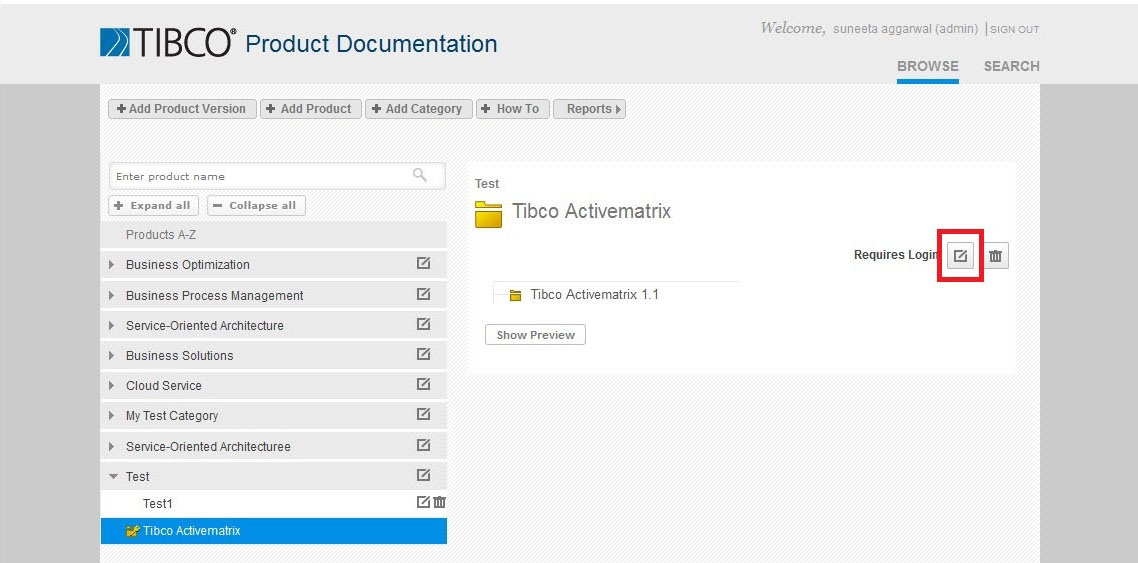 Welcome, suneeta aggarwal (admin) | SIGN OUT
TIBCO® Product Documentation
BROWSE SEARCH
Add Product Version Add Product Add Category How To Reports
Enter product name
Expand all Collapse all
Products A-Z
Business Optimization
Business Process Management
Service-Oriented Architecture
Business Solutions
Cloud Service
My Test Category
Service-Oriented Architecturee
Test
Test1
Tibco Activematrix
Test
Tibco Activematrix
Requires Login
Tibco Activematrix 1.1
Show Preview